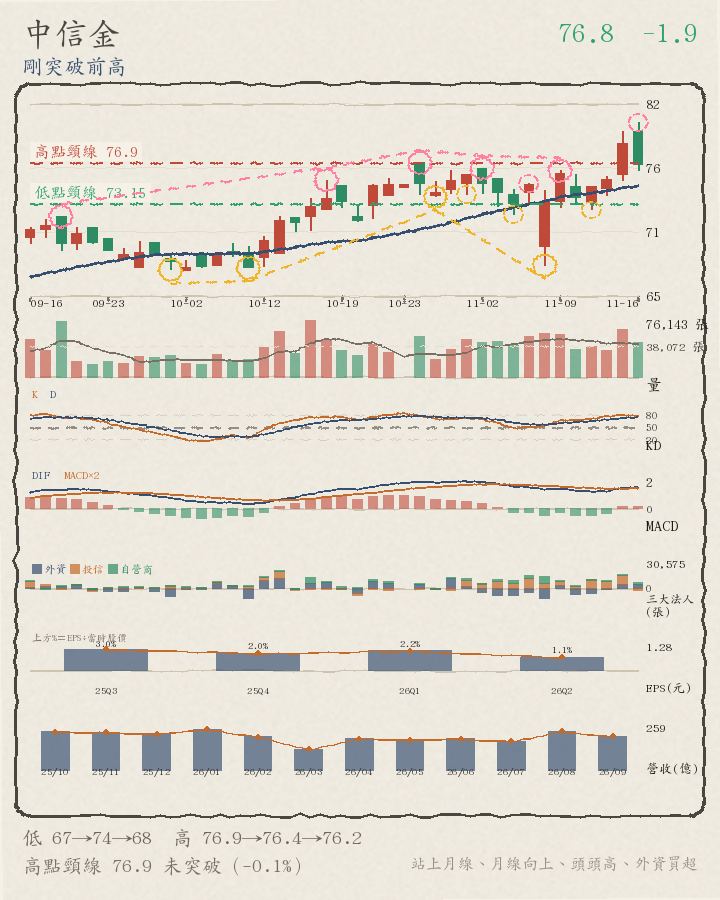 中信金
76.8 -1.9
剛突破前高
82
高點頸線 76.9
76
低點頸線 73.15
71
65
09-16 09-23 10-02 10-12 10-19 10-23 11-02 11-09 11-16
76,143 張
38,072 張
量
K D
80
50
20
KD
DIF MACD×2
2
0
MACD
外資 投信 自營商
30,575
0
三大法人
(張)
上方%=EPS÷當時股價
3.0% 2.0% 2.2% 1.1%
1.28
25Q3 25Q4 26Q1 26Q2
EPS(元)
259
25/10 25/11 25/12 26/01 26/02 26/03 26/04 26/05 26/06 26/07 26/08 26/09
營收(億)
低 67→74→68 高 76.9→76.4→76.2
高點頸線 76.9 未突破 (-0.1%)
站上月線、月線向上、頭頭高、外資買超